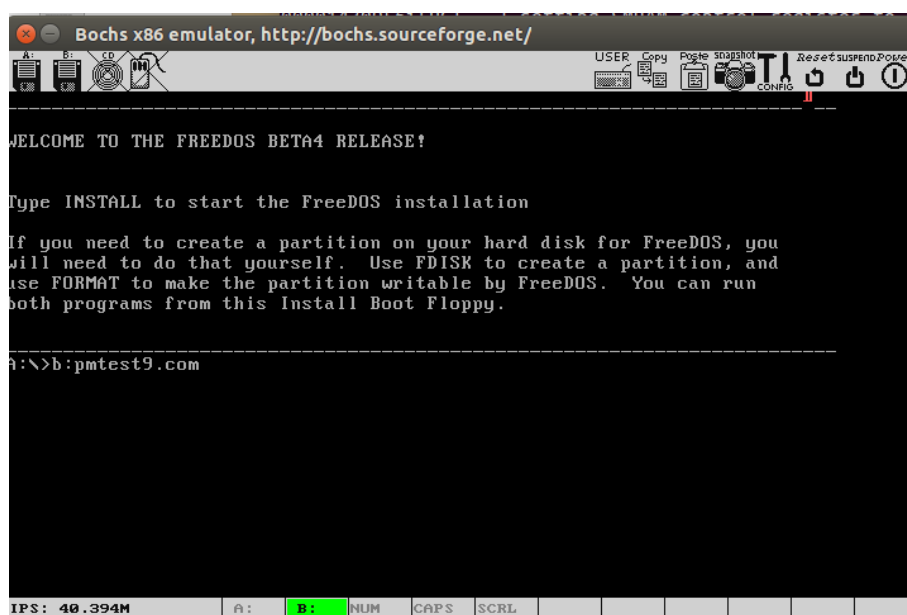 Bochs x86 emulator, http://bochs.sourceforge.net/
A: B: CD USER Copy Paste snapshot CONFIG Reset SUSPEND Power
WELCOME TO THE FREEDOS BETA4 RELEASE!
Type INSTALL to start the FreeDOS installation
If you need to create a partition on your hard disk for FreeDOS, you
will need to do that yourself. Use FDISK to create a partition, and
use FORMAT to make the partition writable by FreeDOS. You can run
both programs from this Install Boot Floppy.
A:\>b:pmtest9.com
IPS: 40.394M A: B: NUM CAPS SCRL